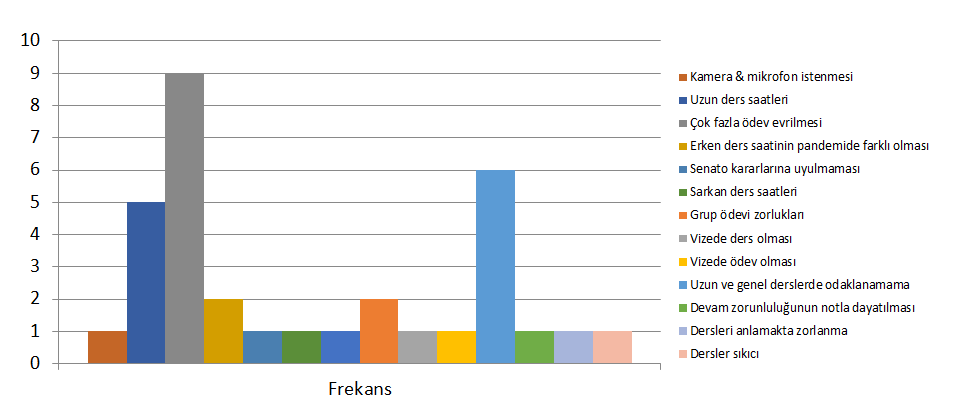 10
9
8
7
6
5
4
3
2
1
0
Frekans
Kamera & mikrofon istenmesi
Uzun ders saatleri
Çok fazla ödev evrilmesi
Erken ders saatinin pandemide farklı olması
Senato kararlarına uyulmaması
Sarkan ders saatleri
Grup ödevi zorlukları
Vizede ders olması
Vizede ödev olması
Uzun ve genel derslerde odaklanamama
Devam zorunluluğunun notla dayatılması
Dersleri anlamakta zorlanma
Dersler sıkıcı